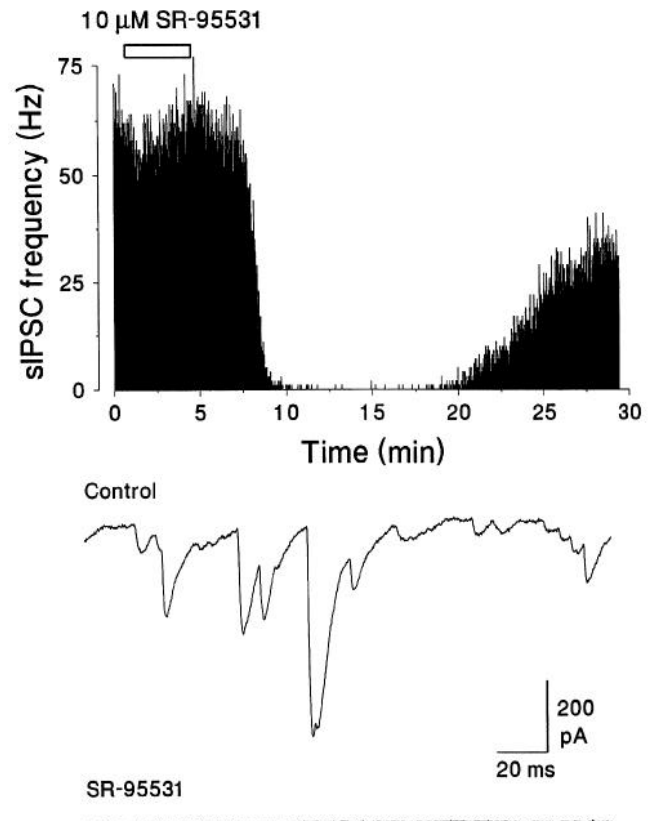 10 µM SR-95531
sIPSC frequency (Hz)
75
50
25
0
0 5 10 15 20 25 30
Time (min)
Control
200
pA
20 ms
SR-95531